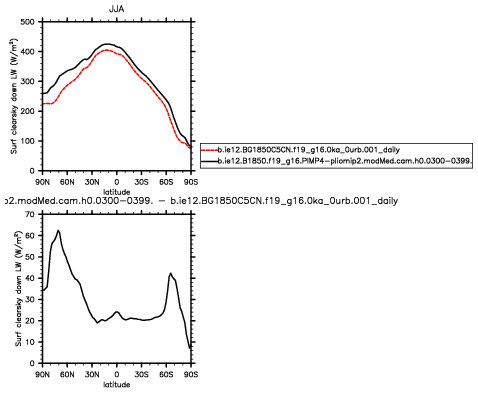 JJA
500
400
300
200
100
0
Surf clearsky down LW (W/m²)
90N 60N 30N 0 30S 60S 90S
latitude
b.ie12.BG1850C5CN.f19_g16.0ka_0urb.001_daily
b.ie12.B1850.f19_g16.PlMIP4-pliomip2.modMed.cam.h0.0300-0399.
o2.modMed.cam.h0.0300-0399. - b.ie12.BG1850C5CN.f19_g16.0ka_0urb.001_daily
70
60
50
40
30
20
10
0
Surf clearsky down LW (W/m²)
90N 60N 30N 0 30S 60S 90S
latitude